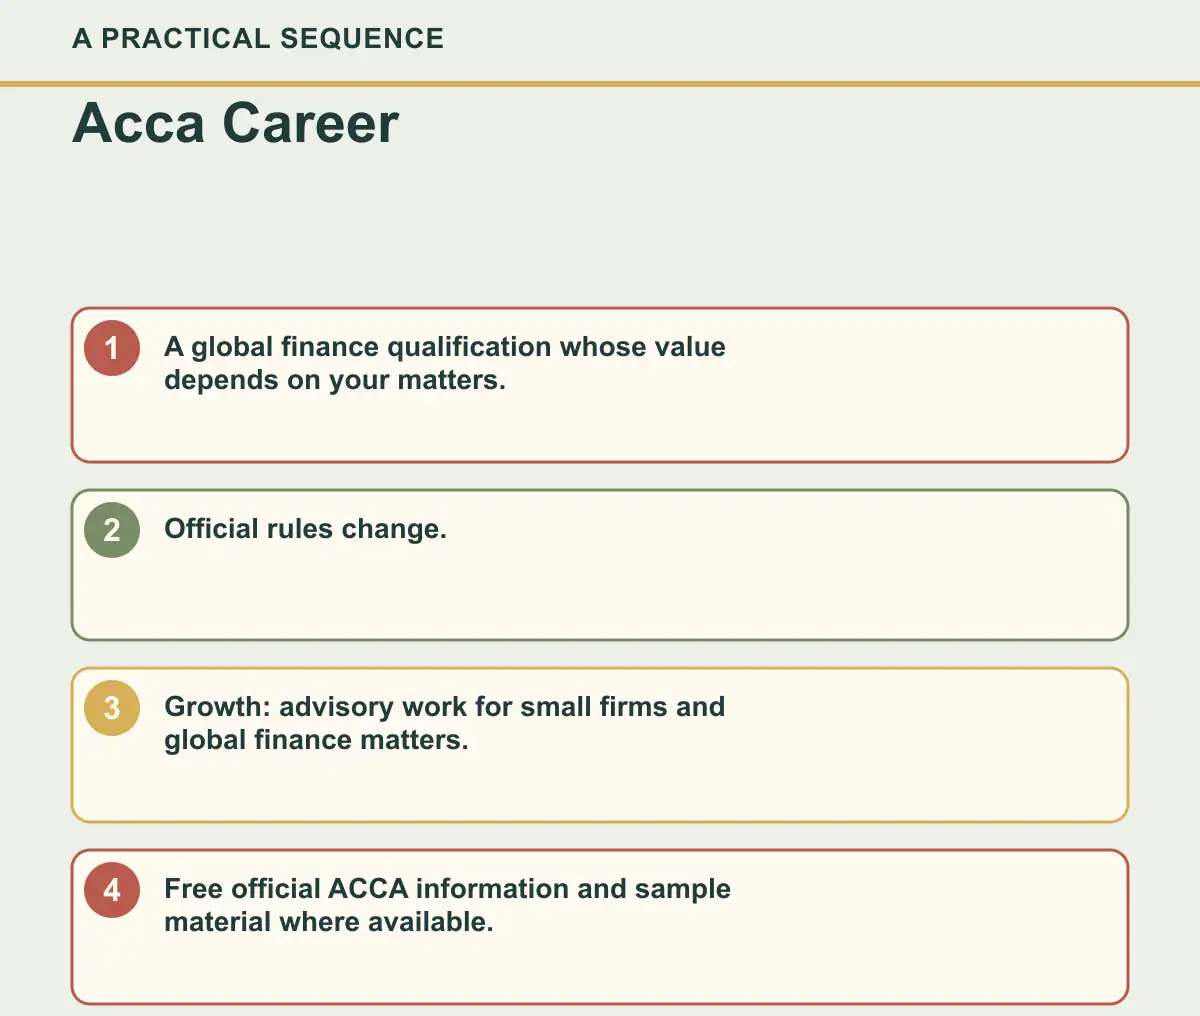 A PRACTICAL SEQUENCE
Acca Career
1
A global finance qualification whose value
depends on your matters.
2
Official rules change.
3
Growth: advisory work for small firms and
global finance matters.
4
Free official ACCA information and sample
material where available.